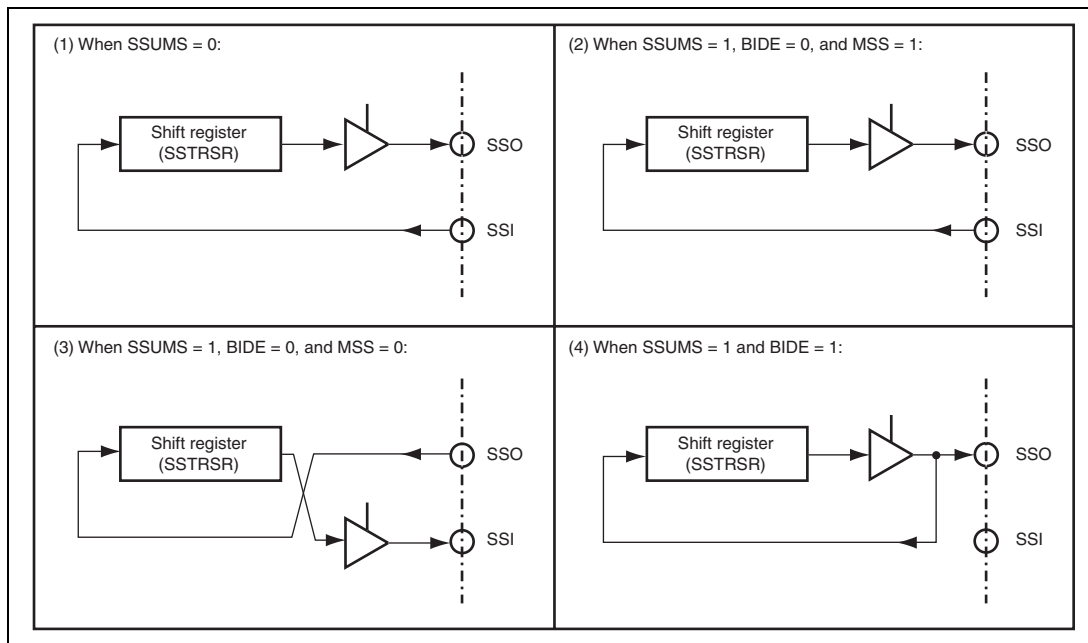 (1) When SSUMS = 0:
Shift register
(SSTRSR)
SSO
SSI
(2) When SSUMS = 1, BIDE = 0, and MSS = 1:
Shift register
(SSTRSR)
SSO
SSI
(3) When SSUMS = 1, BIDE = 0, and MSS = 0:
Shift register
(SSTRSR)
SSO
SSI
(4) When SSUMS = 1 and BIDE = 1:
Shift register
(SSTRSR)
SSO
SSI